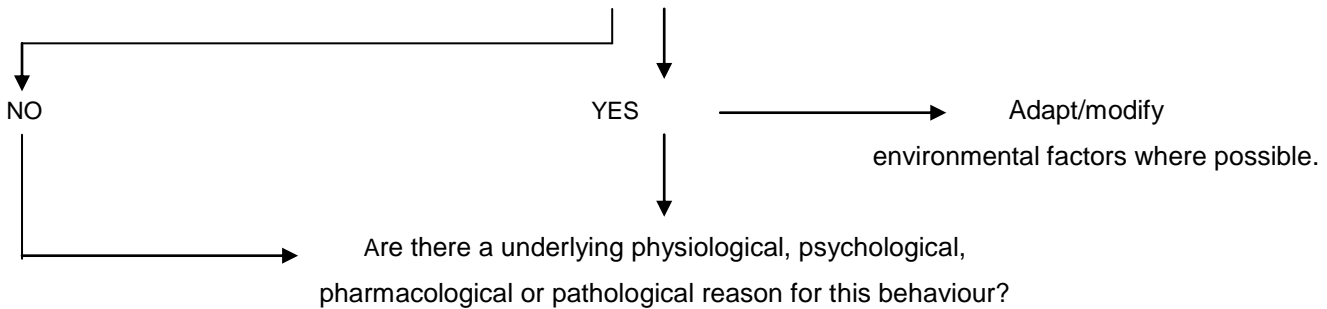 NO
YES
Adapt/modify
environmental factors where possible.
Are there a underlying physiological, psychological,
pharmacological or pathological reason for this behaviour?